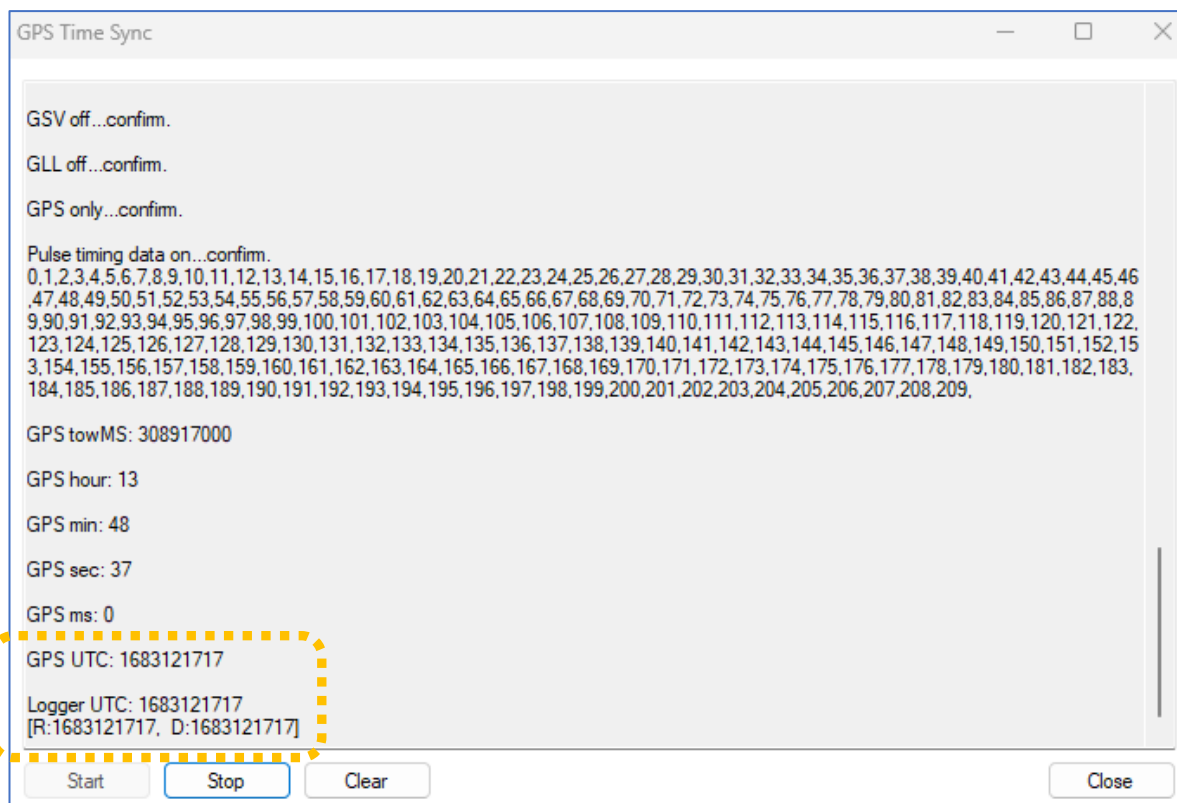 GPS Time Sync
GSV off...confirm.
GLL off...confirm.
GPS only...confirm.
Pulse timing data on...confirm.
0,1,2,3,4,5,6,7,8,9,10,11,12,13,14,15,16,17,18,19,20,21,22,23,24,25,26,27,28,29,30,31,32,33,34,35,36,37,38,39,40,41,42,43,44,45,46
,47,48,49,50,51,52,53,54,55,56,57,58,59,60,61,62,63,64,65,66,67,68,69,70,71,72,73,74,75,76,77,78,79,80,81,82,83,84,85,86,87,88,8
9,90,91,92,93,94,95,96,97,98,99,100,101,102,103,104,105,106,107,108,109,110,111,112,113,114,115,116,117,118,119,120,121,122,
123,124,125,126,127,128,129,130,131,132,133,134,135,136,137,138,139,140,141,142,143,144,145,146,147,148,149,150,151,152,15
3,154,155,156,157,158,159,160,161,162,163,164,165,166,167,168,169,170,171,172,173,174,175,176,177,178,179,180,181,182,183,
184,185,186,187,188,189,190,191,192,193,194,195,196,197,198,199,200,201,202,203,204,205,206,207,208,209,
GPS towMS: 308917000
GPS hour: 13
GPS min: 48
GPS sec: 37
GPS ms: 0
GPS UTC: 1683121717
Logger UTC: 1683121717
[R:1683121717, D:1683121717]
Start Stop Clear Close